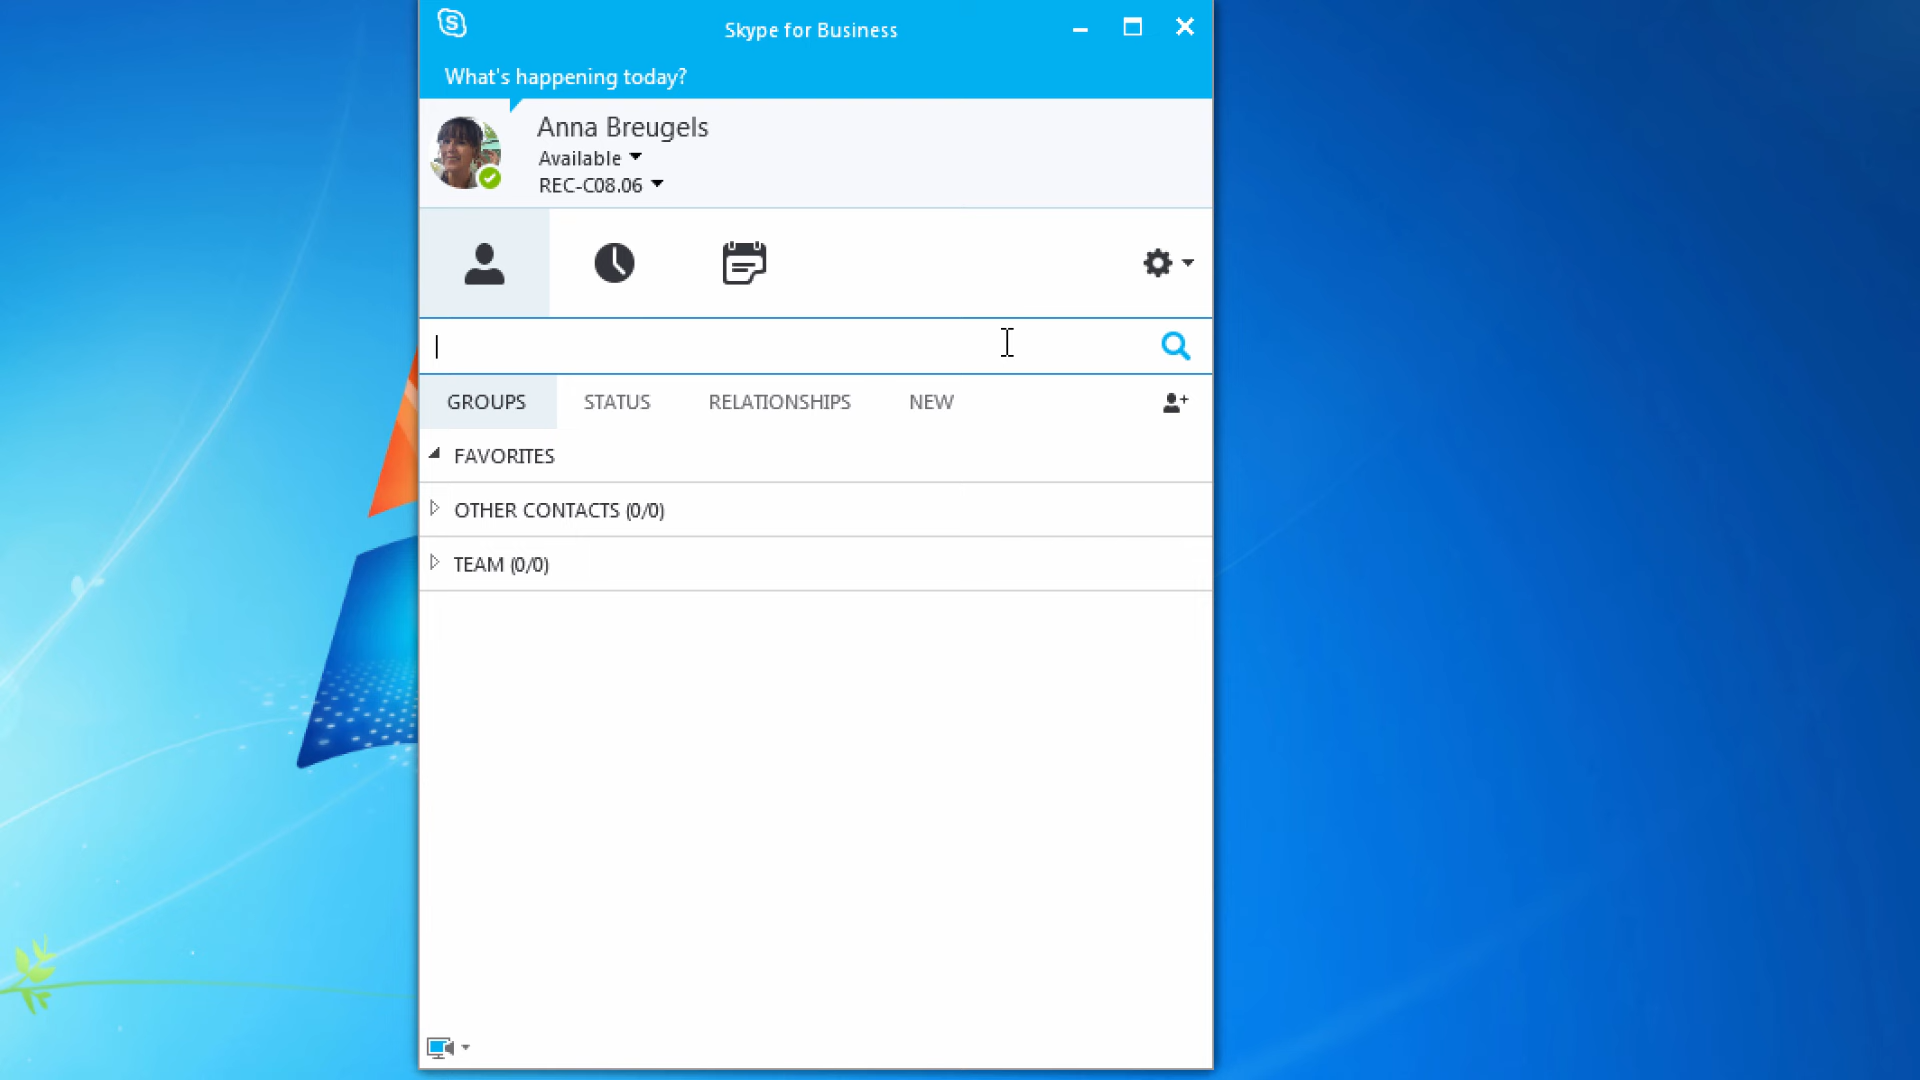 Skype for Business
What's happening today?
Anna Breugels
Available
REC-C08.06
GROUPS STATUS RELATIONSHIPS NEW
FAVORITES
OTHER CONTACTS (0/0)
TEAM (0/0)